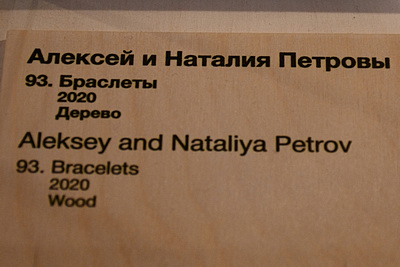 Алексей и Наталия Петровы
93. Браслеты
2020
Дерево
Aleksey and Nataliya Petrov
93. Bracelets
2020
Wood